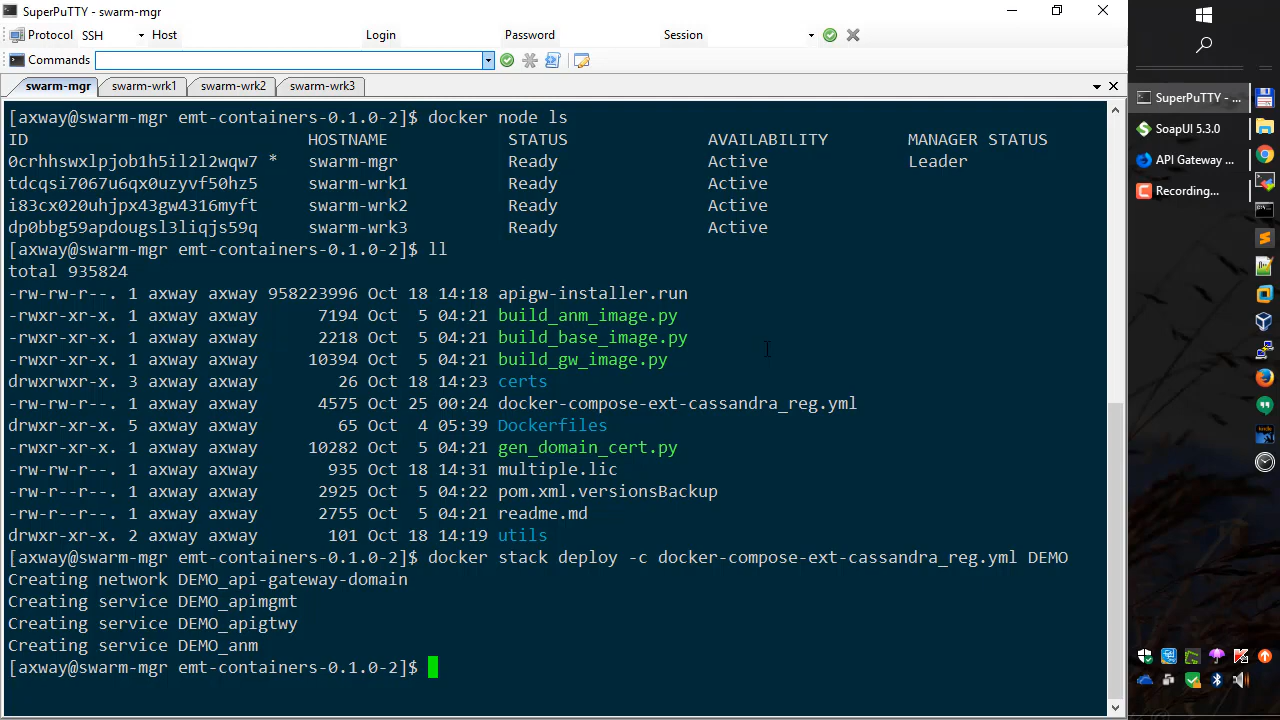 SuperPuTTY - swarm-mgr
Protocol SSH Host Login Password Session
Commands
swarm-mgr swarm-wrk1 swarm-wrk2 swarm-wrk3
[axway@swarm-mgr emt-containers-0.1.0-2]$ docker node ls
ID HOSTNAME STATUS AVAILABILITY MANAGER STATUS
0crhhswxlpjob1h5il2l2wqw7 * swarm-mgr Ready Active Leader
tdcqsi7067u6qx0uzyvf50hz5 swarm-wrk1 Ready Active
i83cx020uhjpx43gw4316myft swarm-wrk2 Ready Active
dp0bbg59apdougsl3liqjs59q swarm-wrk3 Ready Active
[axway@swarm-mgr emt-containers-0.1.0-2]$ ll
total 935824
-rw-rw-r--. 1 axway axway 958223996 Oct 18 14:18 apigw-installer.run
-rwxr-xr-x. 1 axway axway 7194 Oct 5 04:21 build_anm_image.py
-rwxr-xr-x. 1 axway axway 2218 Oct 5 04:21 build_base_image.py
-rwxr-xr-x. 1 axway axway 10394 Oct 5 04:21 build_gw_image.py
drwxrwxr-x. 3 axway axway 26 Oct 18 14:23 certs
-rw-rw-r--. 1 axway axway 4575 Oct 25 00:24 docker-compose-ext-cassandra_reg.yml
drwxr-xr-x. 5 axway axway 65 Oct 4 05:39 Dockerfiles
-rwxr-xr-x. 1 axway axway 10282 Oct 5 04:21 gen_domain_cert.py
-rw-rw-r--. 1 axway axway 935 Oct 18 14:31 multiple.lic
-rw-rw-r--. 1 axway axway 2925 Oct 5 04:22 pom.xml.versionsBackup
-rw-rw-r--. 1 axway axway 2755 Oct 5 04:21 readme.md
drwxr-xr-x. 2 axway axway 101 Oct 18 14:19 utils
[axway@swarm-mgr emt-containers-0.1.0-2]$ docker stack deploy -c docker-compose-ext-cassandra_reg.yml DEMO
Creating network DEMO_api-gateway-domain
Creating service DEMO_apimgmt
Creating service DEMO_apigtwy
Creating service DEMO_anm
[axway@swarm-mgr emt-containers-0.1.0-2]$
SuperPuTTY - ...
SoapUI 5.3.0
API Gateway ...
Recording...